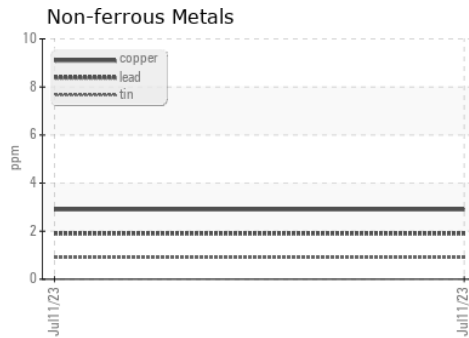 Non-ferrous Metals
10
copper
lead
tin
8
6
ppm
4
2
0
Jul11/23
Jul11/23